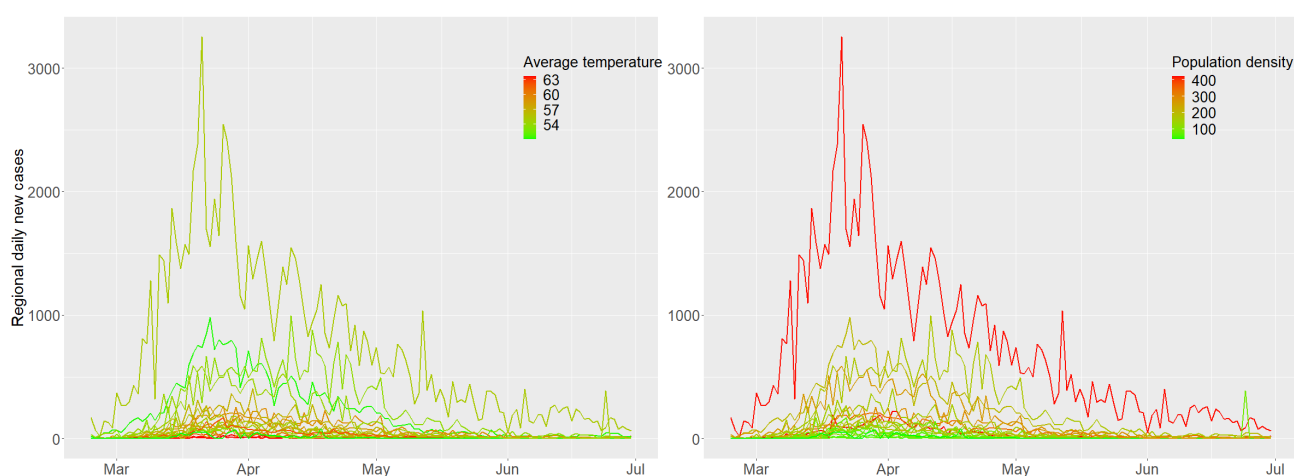 Regional daily new cases
3000
2000
1000
0
Mar
Apr
May
Jun
Jul
Average temperature
63
60
57
54
3000
2000
1000
0
Mar
Apr
May
Jun
Jul
Population density
400
300
200
100